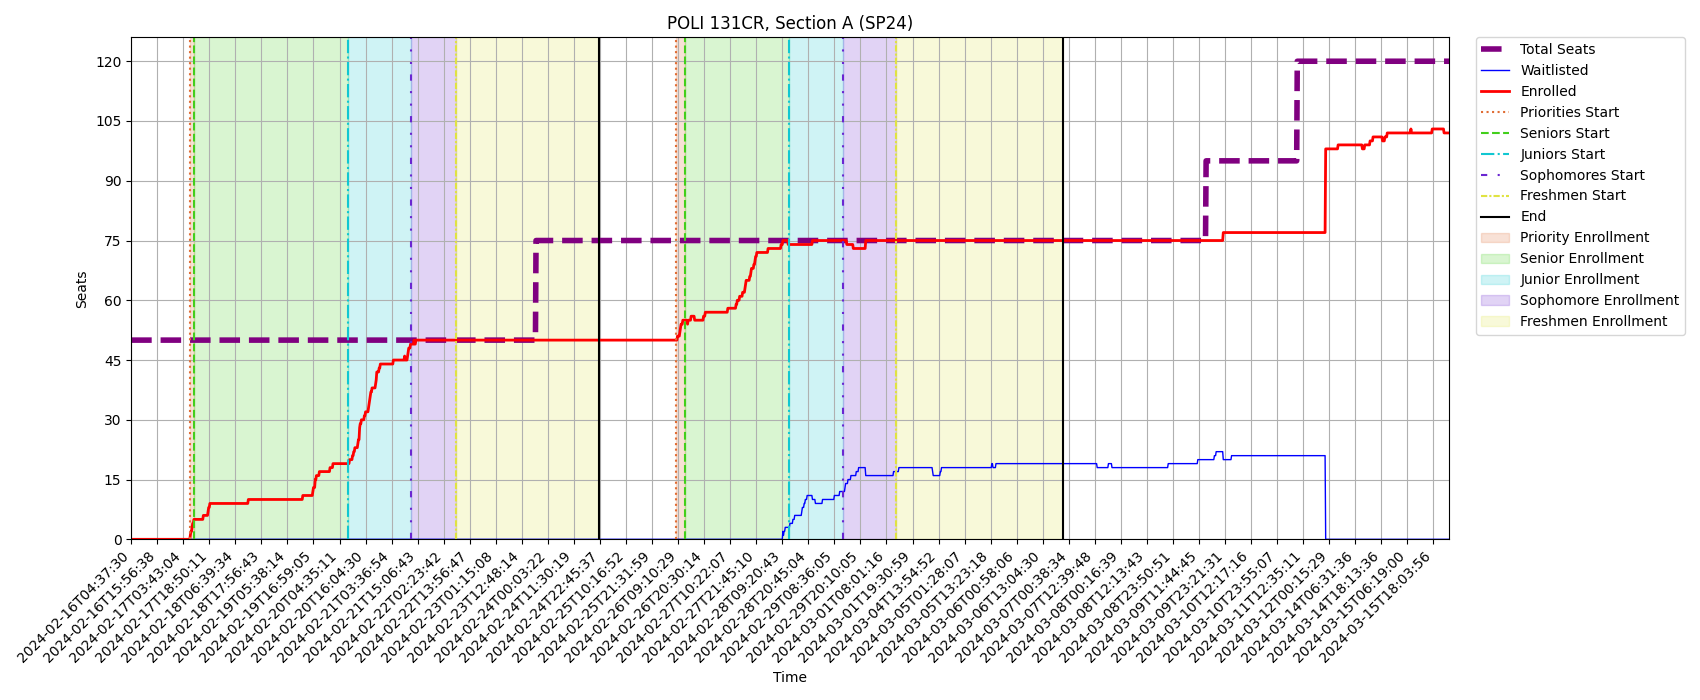 POLI 131CR, Section A (SP24)
Total Seats
Waitlisted
Enrolled
Priorities Start
Seniors Start
Juniors Start
Sophomores Start
Freshmen Start
End
Priority Enrollment
Senior Enrollment
Junior Enrollment
Sophomore Enrollment
Freshmen Enrollment
Seats
120
105
90
75
60
45
30
15
0
2024-02-16T04:37:30
2024-02-16T15:56:38
2024-02-17T03:43:04
2024-02-17T18:50:11
2024-02-18T06:39:34
2024-02-18T17:56:43
2024-02-19T05:38:14
2024-02-19T16:59:05
2024-02-20T04:35:11
2024-02-20T16:04:30
2024-02-21T03:36:54
2024-02-21T15:06:43
2024-02-22T02:23:42
2024-02-22T13:56:47
2024-02-23T01:15:08
2024-02-23T12:48:14
2024-02-24T00:03:22
2024-02-24T11:30:19
2024-02-24T22:45:37
2024-02-25T10:16:52
2024-02-25T21:31:59
2024-02-26T09:10:29
2024-02-26T20:30:14
2024-02-27T10:22:07
2024-02-27T21:45:10
2024-02-28T09:20:43
2024-02-28T20:45:04
2024-02-29T08:36:05
2024-02-29T20:10:05
2024-03-01T08:01:16
2024-03-01T19:30:59
2024-03-04T13:54:52
2024-03-05T01:28:07
2024-03-05T13:23:18
2024-03-06T00:58:06
2024-03-06T13:04:30
2024-03-07T00:38:34
2024-03-07T12:39:48
2024-03-08T00:16:39
2024-03-08T12:13:43
2024-03-08T23:50:51
2024-03-09T11:44:45
2024-03-09T23:21:31
2024-03-10T12:17:16
2024-03-10T23:55:07
2024-03-11T12:35:11
2024-03-12T00:15:29
2024-03-14T06:31:36
2024-03-14T18:13:36
2024-03-15T06:19:00
2024-03-15T18:03:56
Time